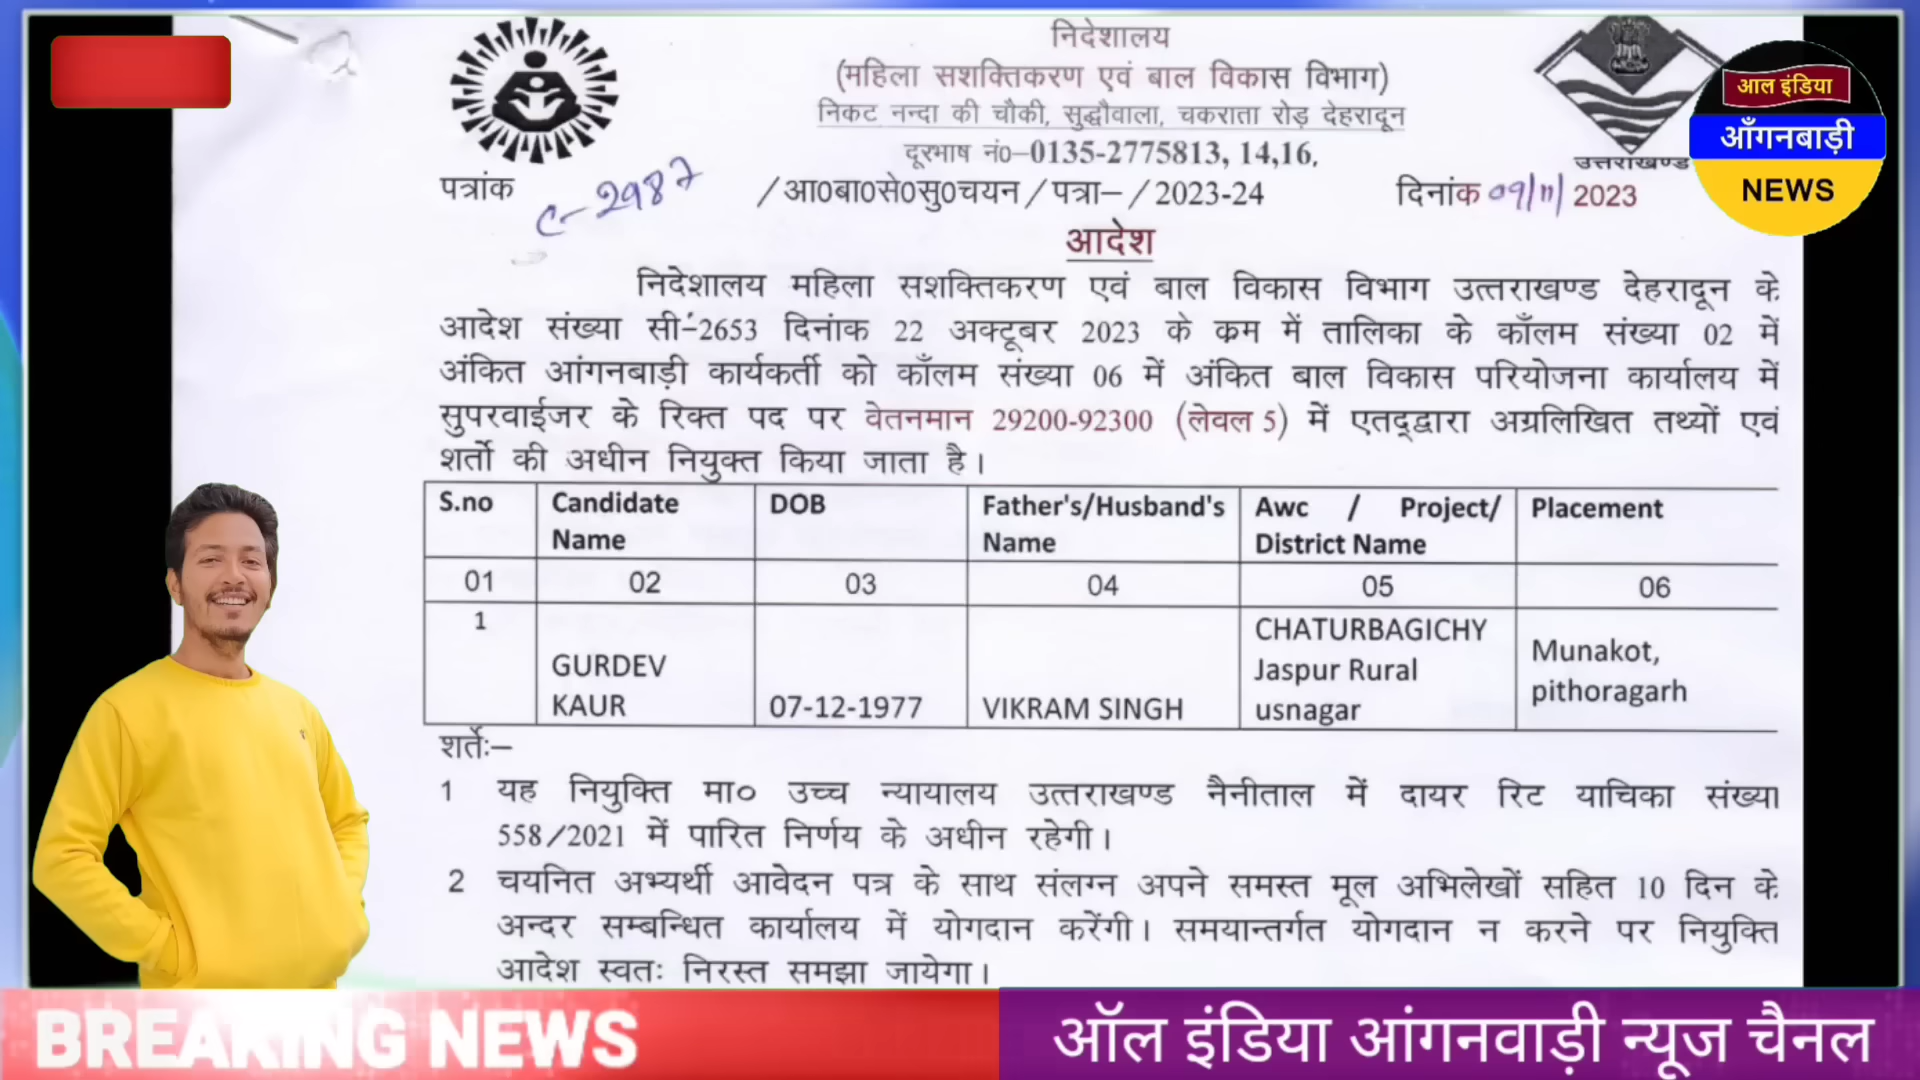 निदेशालय
(महिला सशक्तिकरण एवं बाल विकास विभाग)
निकट नन्दा की चौकी, सुद्धौवाला, चकराता रोड़ देहरादून
दूरभाष नं0–0135-2775813, 14,16,
उत्तराखण्ड
आल इंडिया
आँगनबाड़ी
NEWS
पत्रांक C-2987 /आ0बा0से0सु0चयन/पत्रा–/2023-24 दिनांक 09/11/2023
आदेश
निदेशालय महिला सशक्तिकरण एवं बाल विकास विभाग उत्तराखण्ड देहरादून के
आदेश संख्या सी-2653 दिनांक 22 अक्टूबर 2023 के क्रम में तालिका के काँलम संख्या 02 में
अंकित आंगनबाड़ी कार्यकर्ती को काँलम संख्या 06 में अंकित बाल विकास परियोजना कार्यालय में
सुपरवाईजर के रिक्त पद पर वेतनमान 29200-92300 (लेवल 5) में एतद्द्वारा अग्रलिखित तथ्यों एवं
शर्तो की अधीन नियुक्त किया जाता है।
S.no Candidate Name DOB Father's/Husband's Name Awc / Project/ District Name Placement
01 02 03 04 05 06
1 GURDEV KAUR 07-12-1977 VIKRAM SINGH CHATURBAGICHY Jaspur Rural usnagar Munakot, pithoragarh
शर्तेः–
1 यह नियुक्ति मा० उच्च न्यायालय उत्तराखण्ड नैनीताल में दायर रिट याचिका संख्या
558/2021 में पारित निर्णय के अधीन रहेगी।
2 चयनित अभ्यर्थी आवेदन पत्र के साथ संलग्न अपने समस्त मूल अभिलेखों सहित 10 दिन के
अन्दर सम्बन्धित कार्यालय में योगदान करेंगी। समयान्तर्गत योगदान न करने पर नियुक्ति
आदेश स्वतः निरस्त समझा जायेगा।
BREAKING NEWS
ऑल इंडिया आंगनवाड़ी न्यूज चैनल